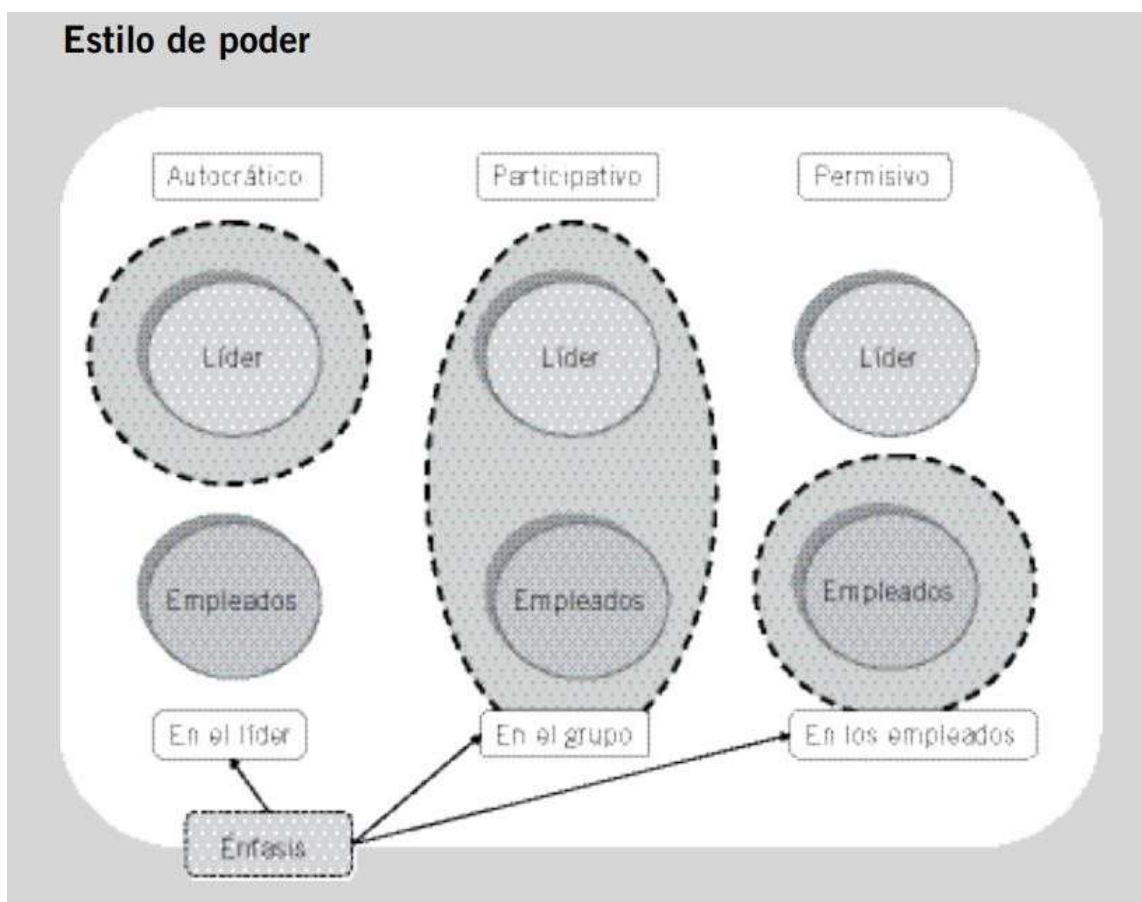 Estilo de poder
Autocrático
Participativo
Permisivo
Líder
Líder
Líder
Empleados
Empleados
Empleados
En el líder
En el grupo
En los empleados
Énfasis